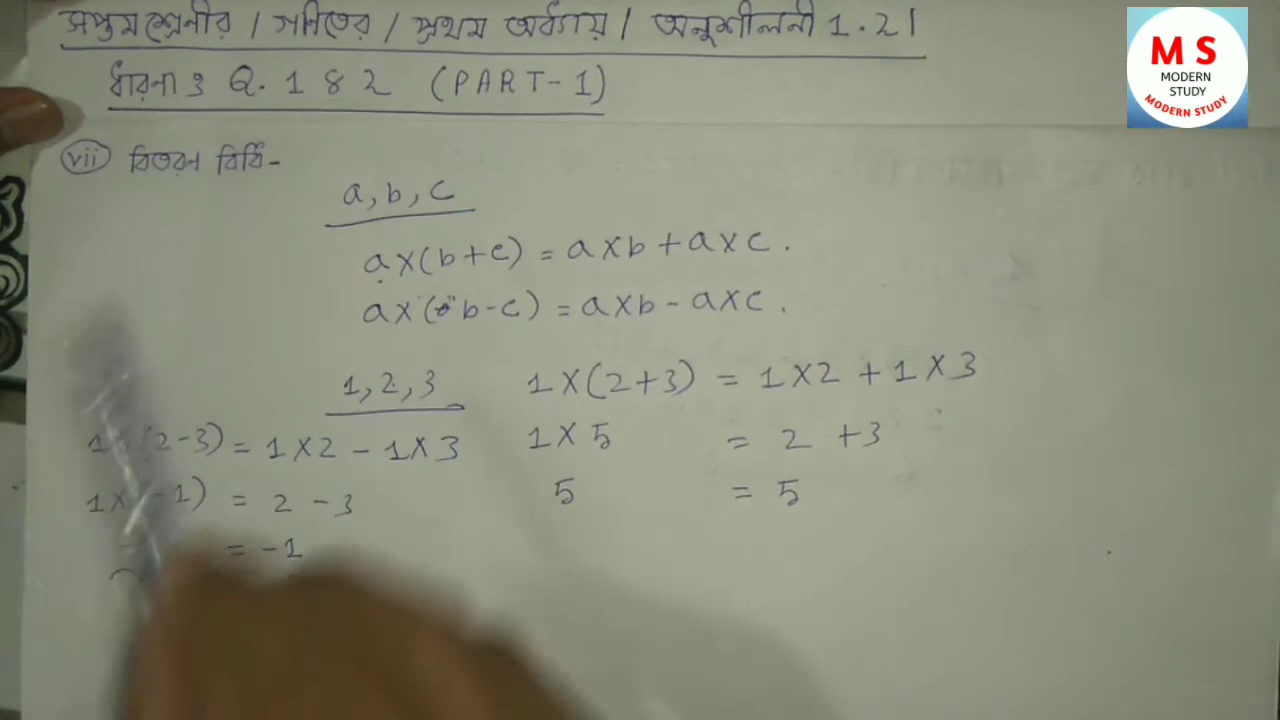 সপ্তম শ্রেনীর / গনিতের / প্রথম অধ্যায় / অনুশীলনী 1.2|
ধারনা ও Q. 1 & 2 (PART-1)
MS
MODERN
STUDY
MODERN STUDY
vii বিতরণ বিধি-
a, b, c
a×(b+c) = a×b + a×c.
a×(b-c) = a×b - a×c.
1, 2, 3
1×(2+3) = 1×2 + 1×3
(2-3) = 1×2 - 1×3
1×5 = 2 +3
1× -1) = 2 - 3
5 = 5
= -1